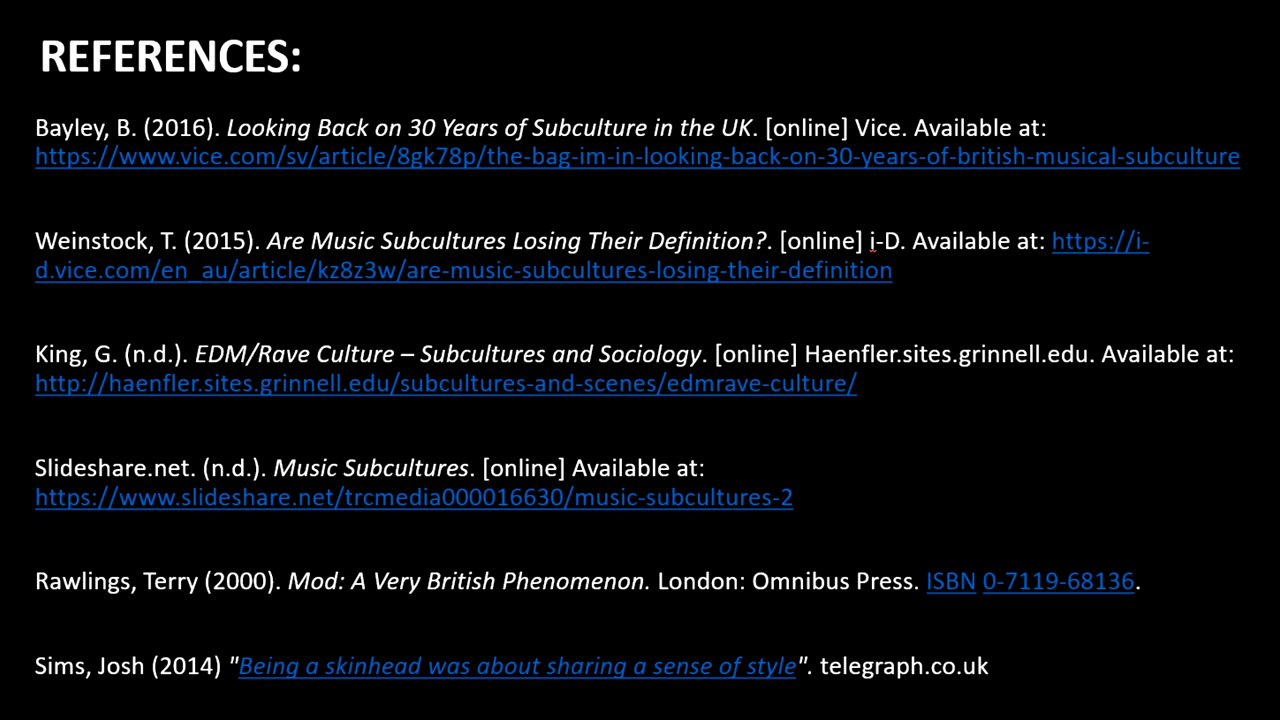 REFERENCES:
Bayley, B. (2016). Looking Back on 30 Years of Subculture in the UK. [online] Vice. Available at:
https://www.vice.com/sv/article/8gk78p/the-bag-im-in-looking-back-on-30-years-of-british-musical-subculture
Weinstock, T. (2015). Are Music Subcultures Losing Their Definition?. [online] i-D. Available at: https://i-
d.vice.com/en_au/article/kz8z3w/are-music-subcultures-losing-their-definition
King, G. (n.d.). EDM/Rave Culture – Subcultures and Sociology. [online] Haenfler.sites.grinnell.edu. Available at:
http://haenfler.sites.grinnell.edu/subcultures-and-scenes/edmrave-culture/
Slideshare.net. (n.d.). Music Subcultures. [online] Available at:
https://www.slideshare.net/trcmedia000016630/music-subcultures-2
Rawlings, Terry (2000). Mod: A Very British Phenomenon. London: Omnibus Press. ISBN 0-7119-68136.
Sims, Josh (2014) "Being a skinhead was about sharing a sense of style". telegraph.co.uk